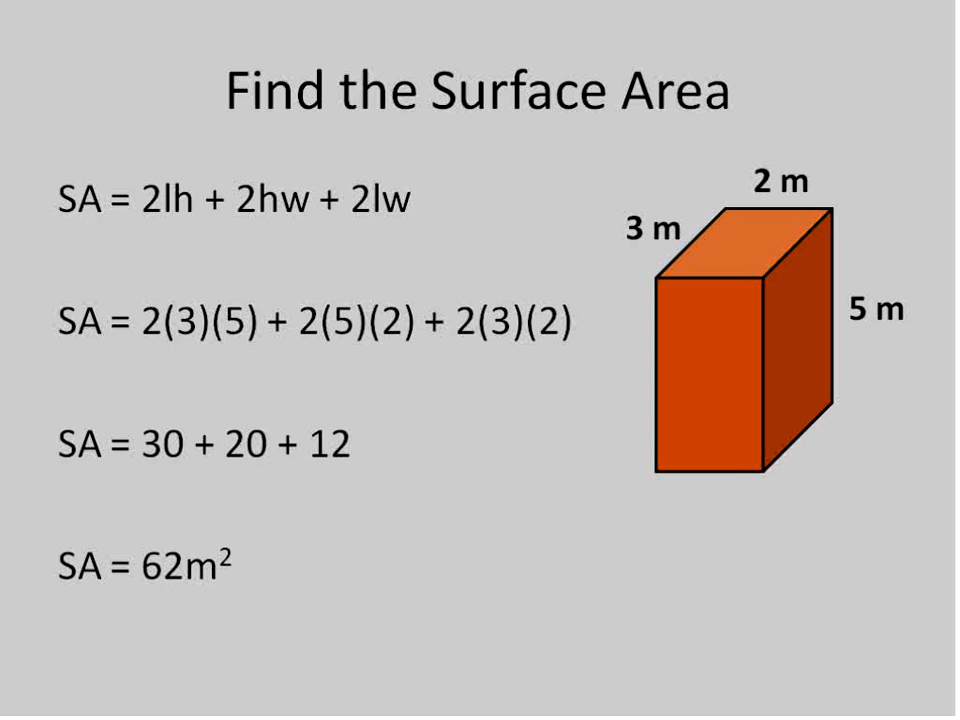 Find the Surface Area
SA = 2lh + 2hw + 2lw
2 m
3 m
SA = 2(3)(5) + 2(5)(2) + 2(3)(2)
5 m
SA = 30 + 20 + 12
SA = 62m²